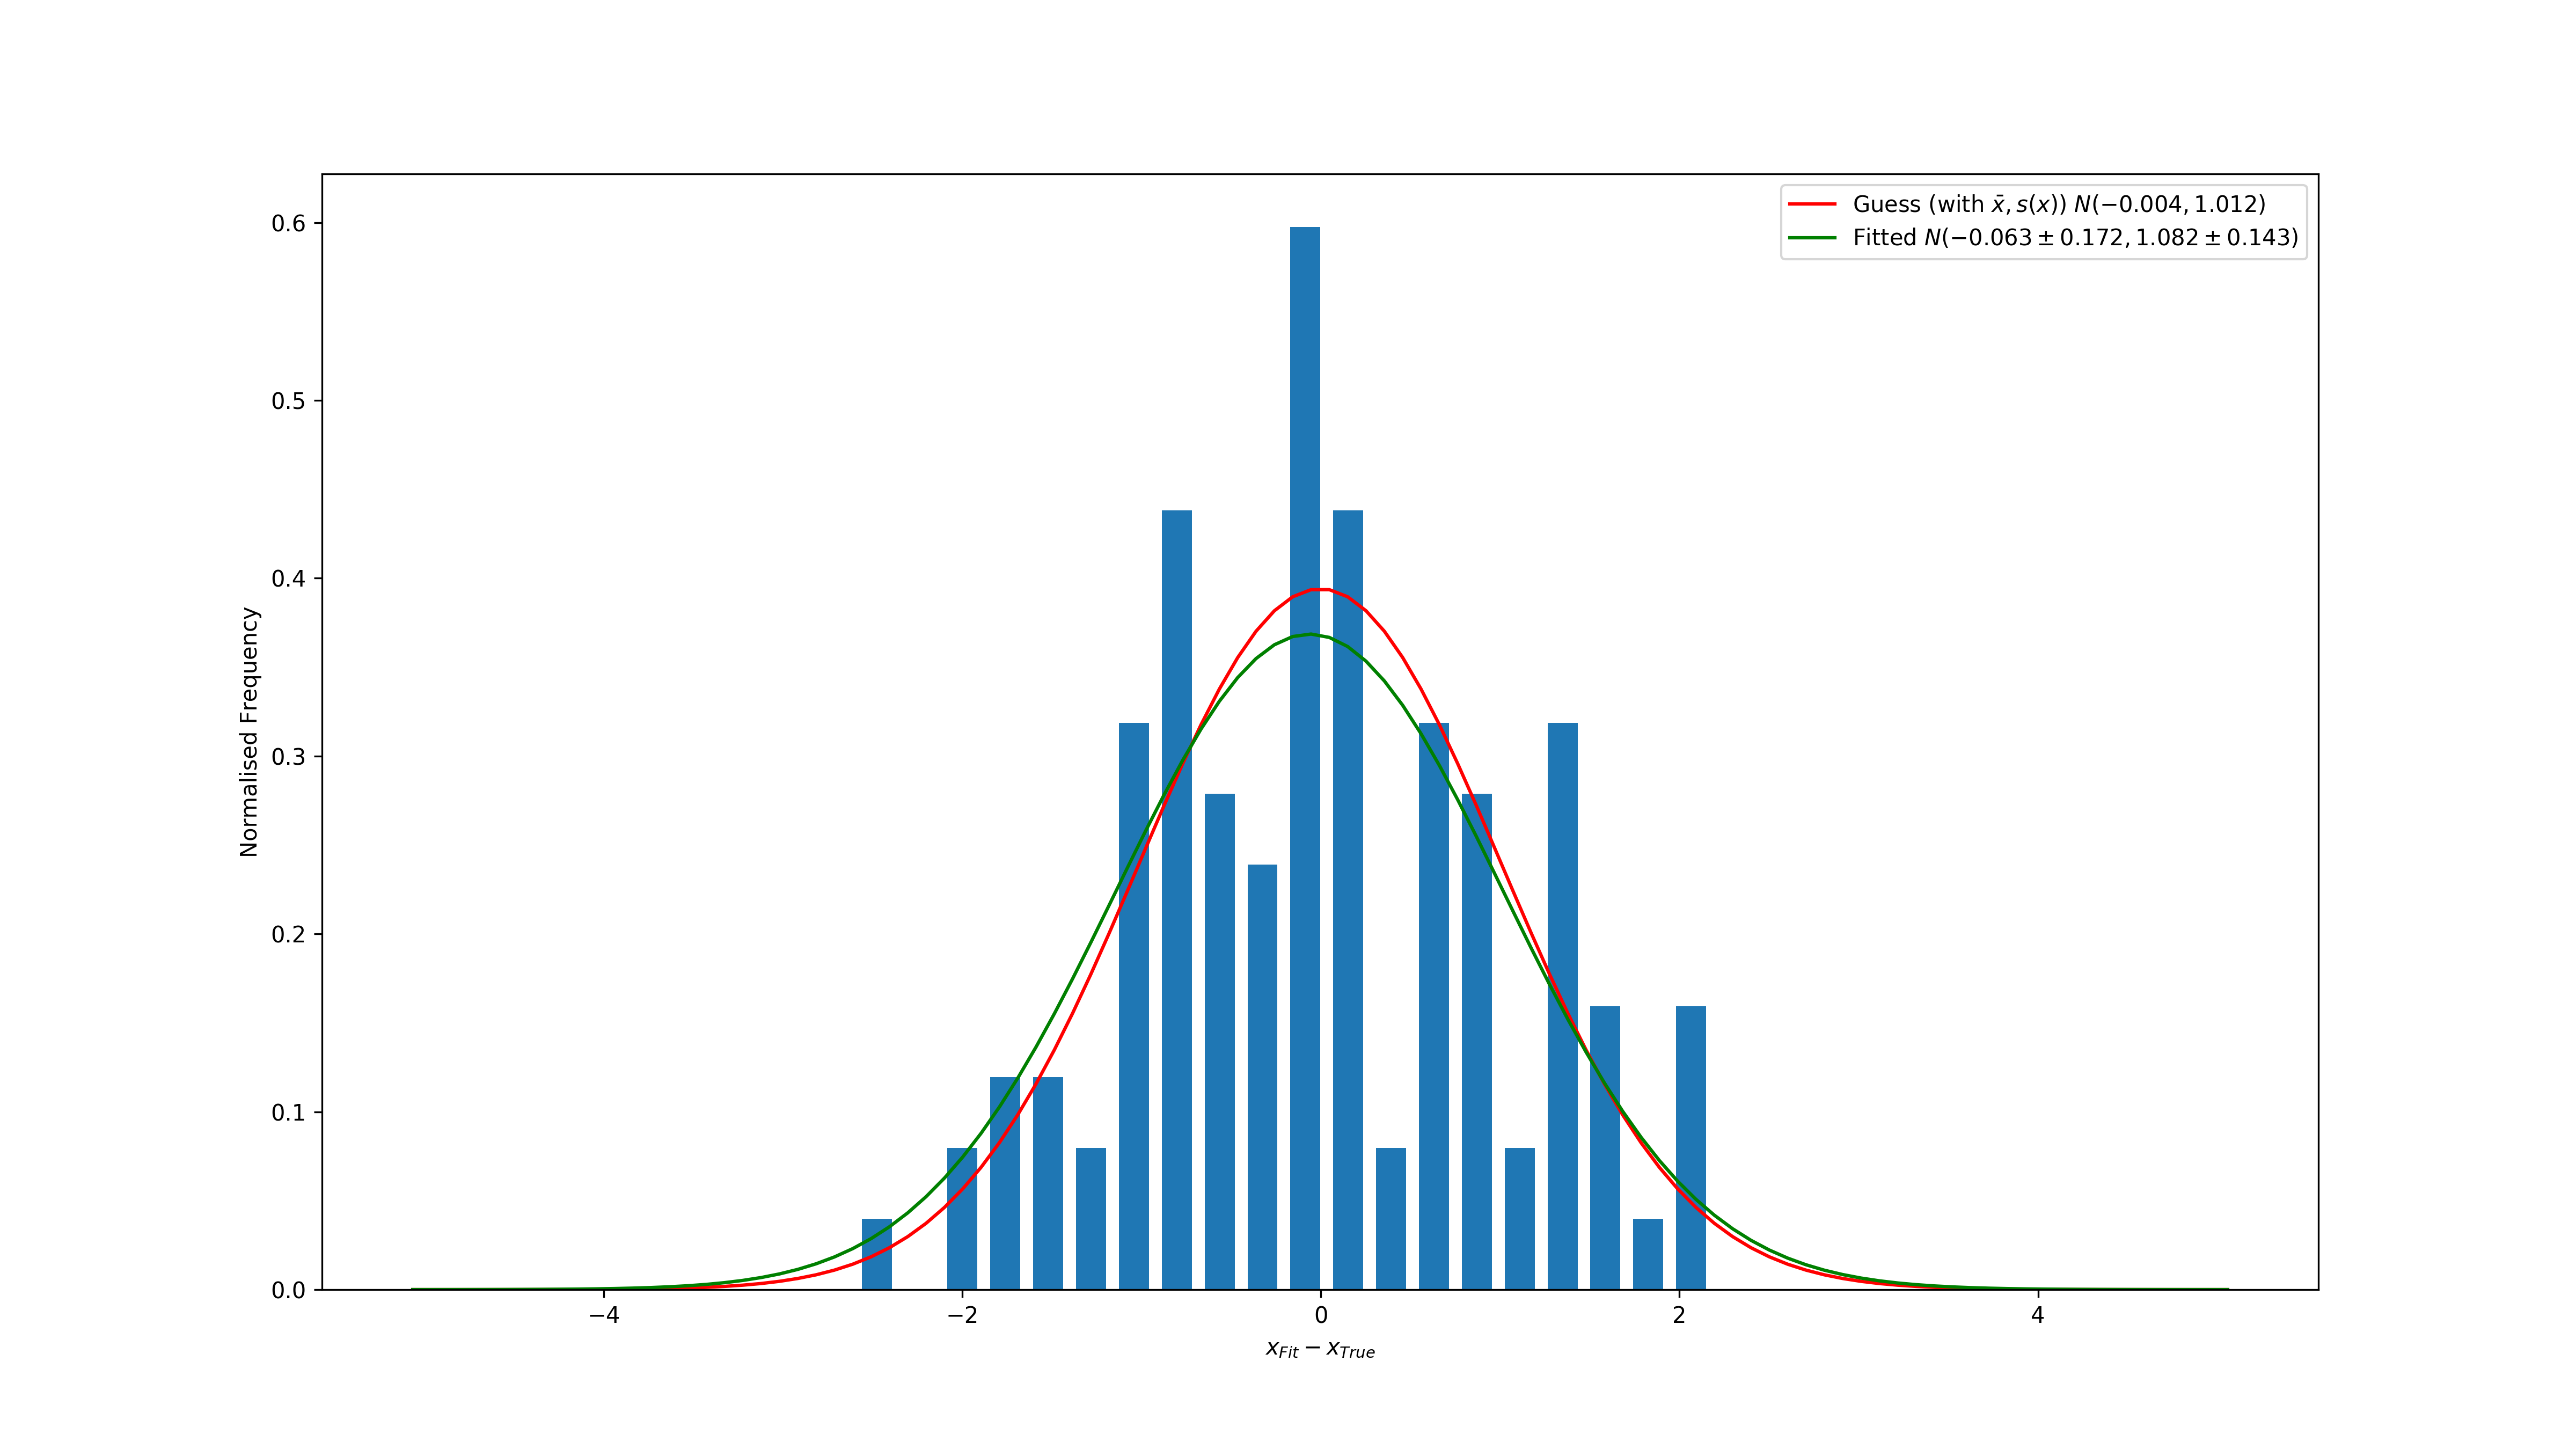 Guess (with x̄, s(x)) N(−0.004, 1.012)
Fitted N(−0.063 ± 0.172, 1.082 ± 0.143)
0.6
0.5
0.4
0.3
0.2
0.1
0.0
Normalised Frequency
−4 −2 0 2 4
x_Fit − x_True